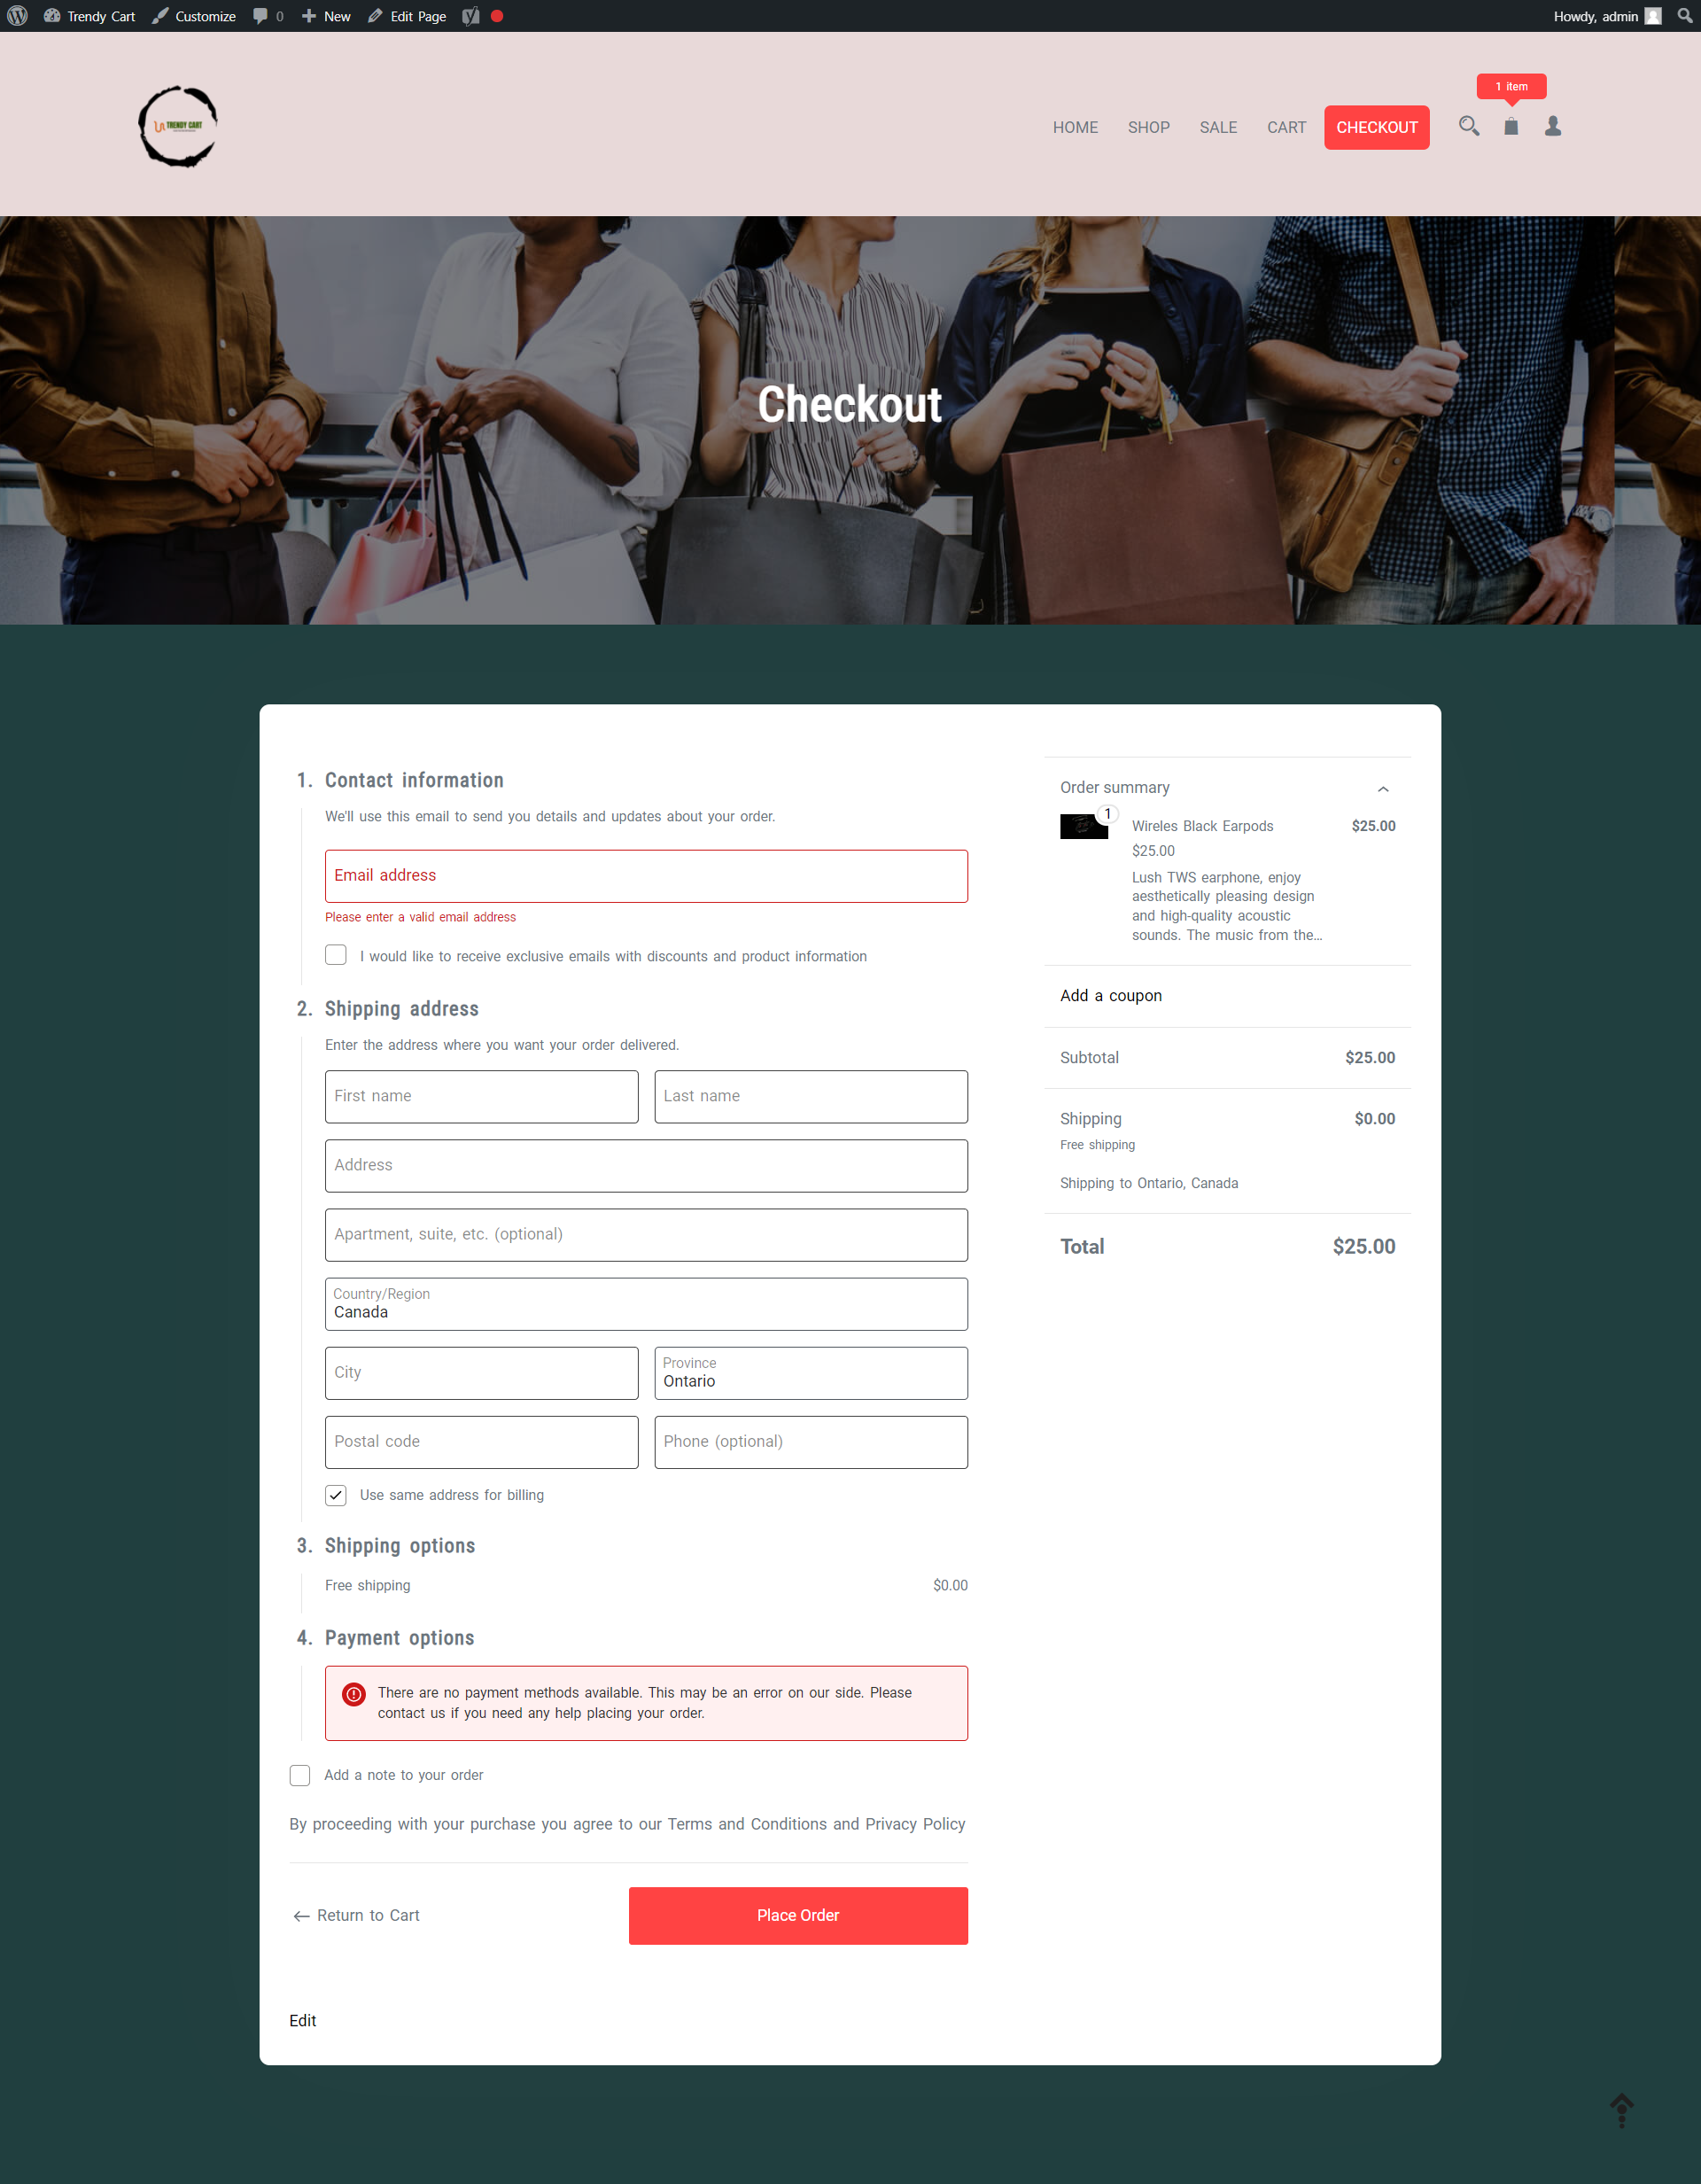 Trendy Cart Customize 0 New Edit Page Howdy, admin
1 item
TRENDY CART
HOME SHOP SALE CART CHECKOUT
Checkout
1. Contact information
We'll use this email to send you details and updates about your order.
Email address
Please enter a valid email address
I would like to receive exclusive emails with discounts and product information
2. Shipping address
Enter the address where you want your order delivered.
First name Last name
Address
Apartment, suite, etc. (optional)
Country/Region
Canada
City
Province
Ontario
Postal code Phone (optional)
Use same address for billing
3. Shipping options
Free shipping $0.00
4. Payment options
There are no payment methods available. This may be an error on our side. Please
contact us if you need any help placing your order.
Add a note to your order
By proceeding with your purchase you agree to our Terms and Conditions and Privacy Policy
Return to Cart Place Order
Edit
Order summary
1
Wireles Black Earpods $25.00
$25.00
Lush TWS earphone, enjoy
aesthetically pleasing design
and high-quality acoustic
sounds. The music from the…
Add a coupon
Subtotal $25.00
Shipping $0.00
Free shipping
Shipping to Ontario, Canada
Total $25.00